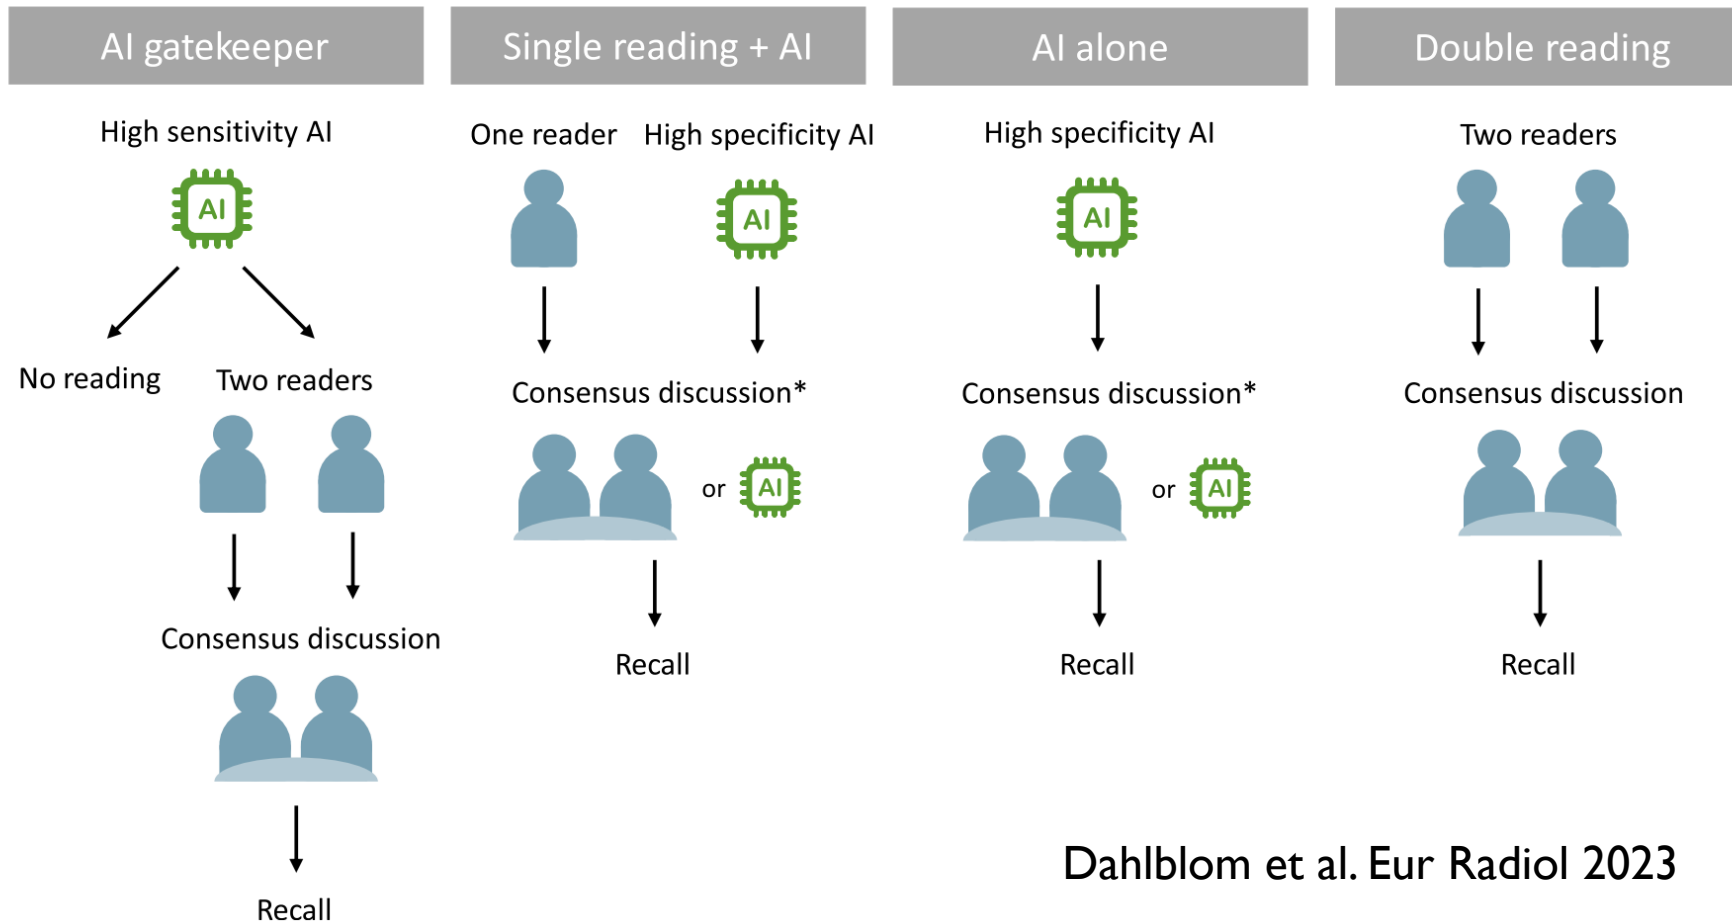 AI gatekeeper
High sensitivity AI
AI
No reading
Two readers
Consensus discussion
Recall
Single reading + AI
One reader
High specificity AI
AI
Consensus discussion*
or
AI
Recall
AI alone
High specificity AI
AI
Consensus discussion*
or
AI
Recall
Double reading
Two readers
Consensus discussion
Recall
Dahlblom et al. Eur Radiol 2023